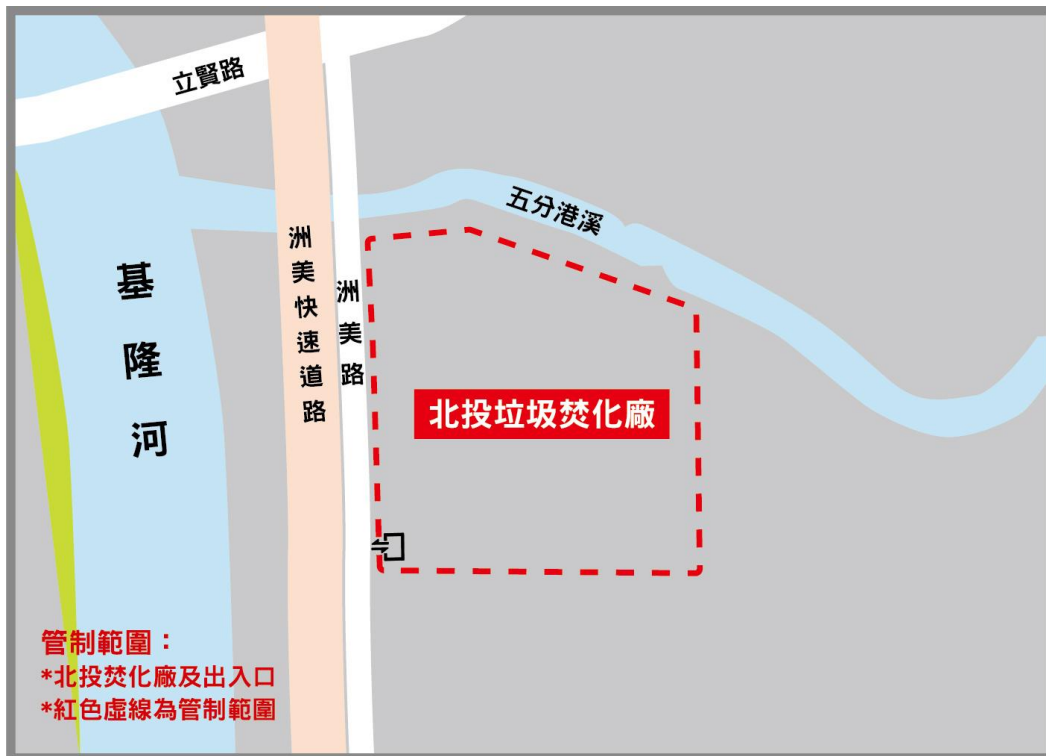 立賢路
五分港溪
基隆河
洲美快速道路
洲美路
北投垃圾焚化廠
管制範圍：
*北投焚化廠及出入口
*紅色虛線為管制範圍